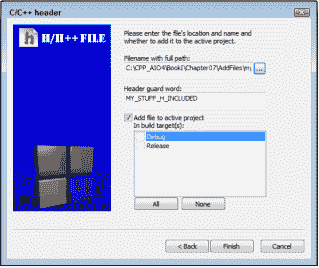 C/C++ header
H/H++ FILE
Please enter the file's location and name and
whether to add it to the active project.
Filename with full path:
C:\CPP_AIO4\BookI\Chapter07\AddFiles\m
...
Header guard word:
MY_STUFF_H_INCLUDED
Add file to active project
In build target(s):
Debug
Release
All None
< Back Finish Cancel